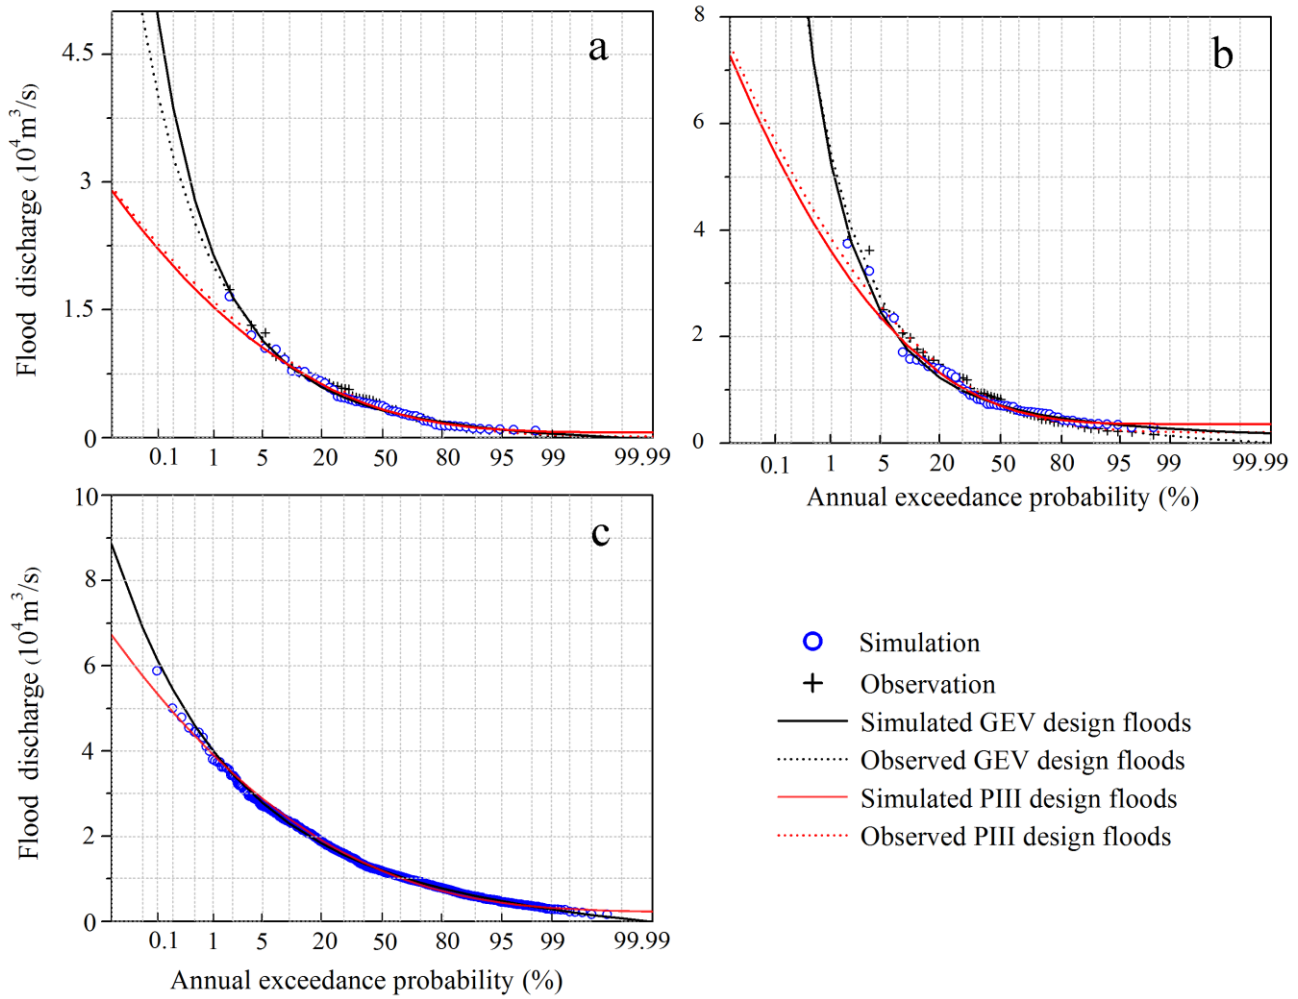 a
4.5
3
1.5
0
Flood discharge (10⁴m³/s)
0.1 1 5 20 50 80 95 99 99.99
b
8
6
4
2
0
0.1 1 5 20 50 80 95 99 99.99
Annual exceedance probability (%)
c
10
8
6
4
2
0
Flood discharge (10⁴m³/s)
0.1 1 5 20 50 80 95 99 99.99
Annual exceedance probability (%)
Simulation
Observation
Simulated GEV design floods
Observed GEV design floods
Simulated PIII design floods
Observed PIII design floods